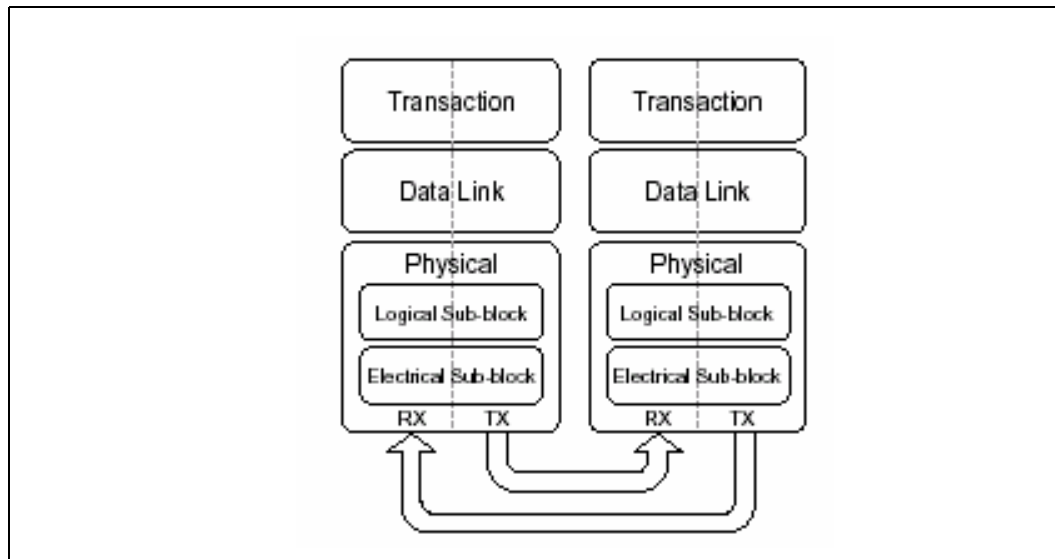 Transaction
Data Link
Physical
Logical Sub-block
Electrical Sub-block
RX TX
Transaction
Data Link
Physical
Logical Sub-block
Electrical Sub-block
RX TX